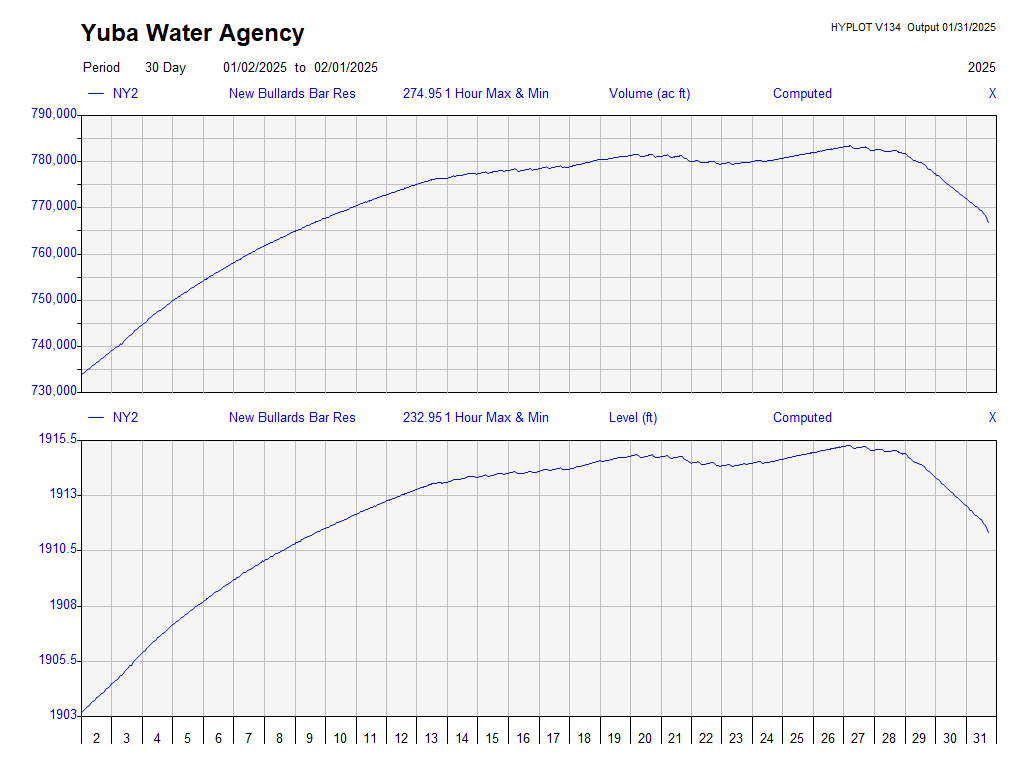 Yuba Water Agency
HYPLOT V134 Output 01/31/2025
Period 30 Day 01/02/2025 to 02/01/2025 2025
NY2 New Bullards Bar Res 274.95 1 Hour Max & Min Volume (ac ft) Computed X
790,000
780,000
770,000
760,000
750,000
740,000
730,000
NY2 New Bullards Bar Res 232.95 1 Hour Max & Min Level (ft) Computed X
1915.5
1913
1910.5
1908
1905.5
1903
2 3 4 5 6 7 8 9 10 11 12 13 14 15 16 17 18 19 20 21 22 23 24 25 26 27 28 29 30 31